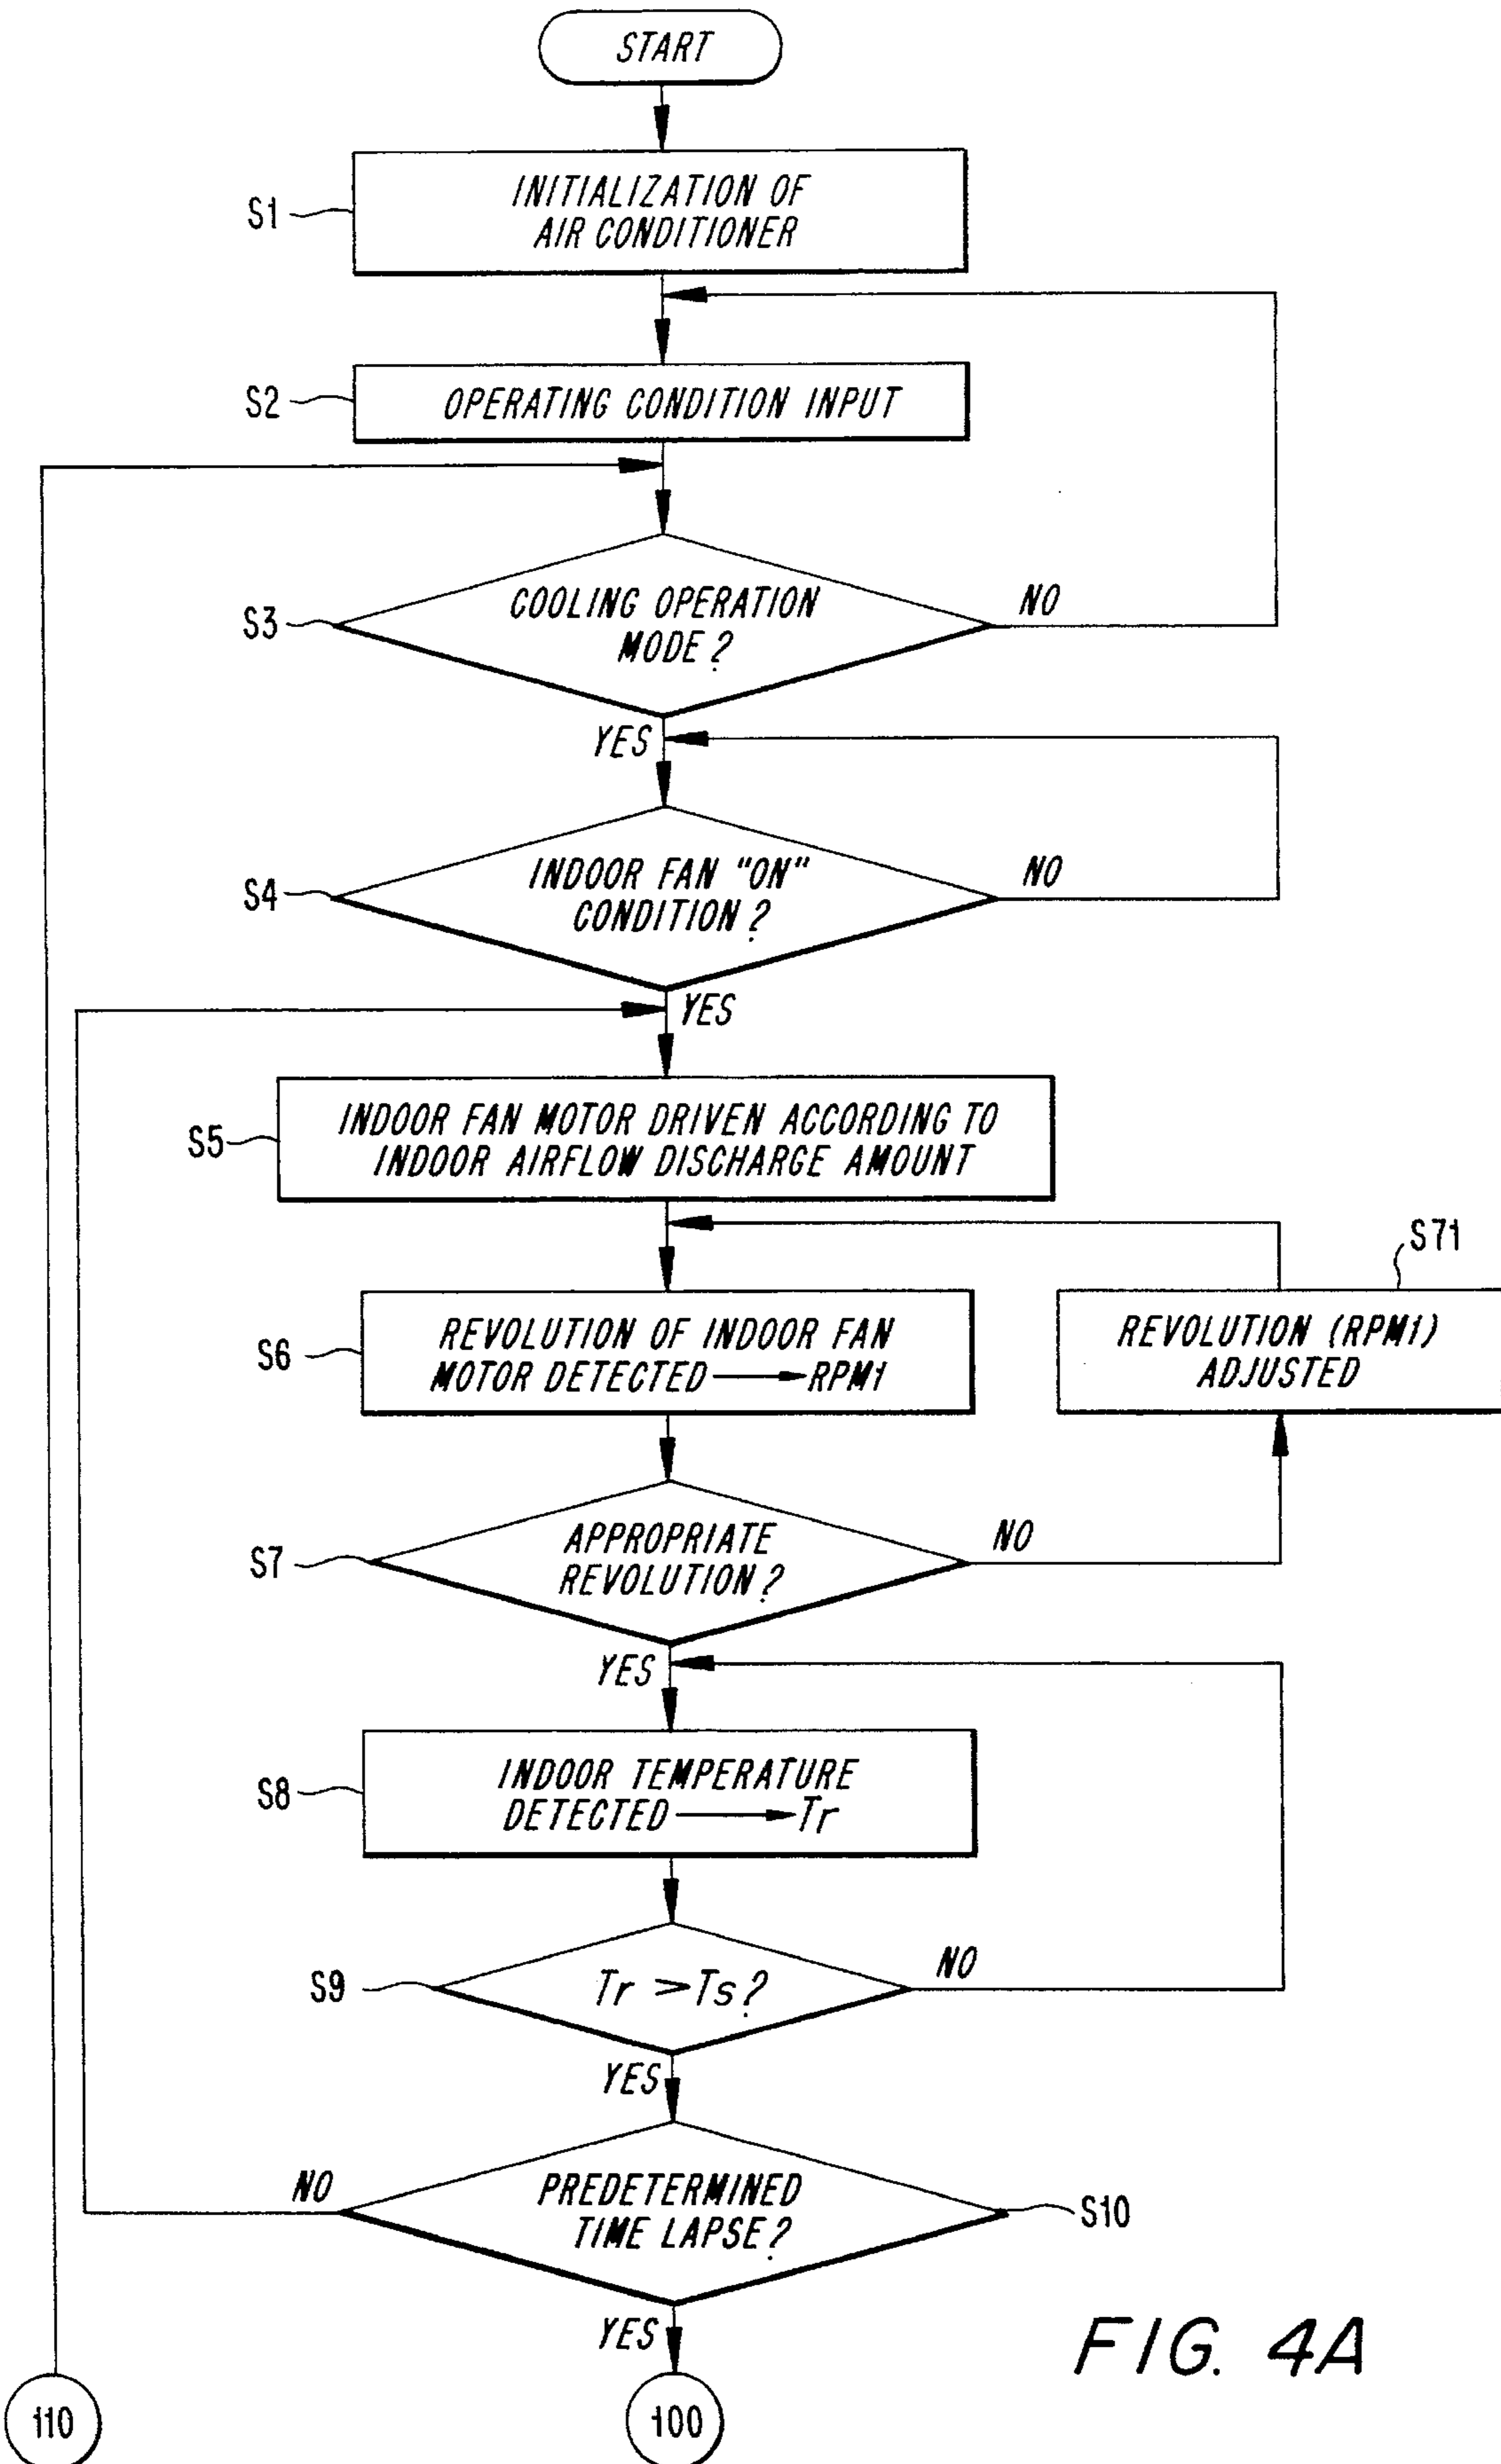 START
S1
INITIALIZATION OF
AIR CONDITIONER
S2
OPERATING CONDITION INPUT
S3
COOLING OPERATION
MODE?
NO
YES
S4
INDOOR FAN "ON"
CONDITION?
NO
YES
S5
INDOOR FAN MOTOR DRIVEN ACCORDING TO
INDOOR AIRFLOW DISCHARGE AMOUNT
S71
S6
REVOLUTION OF INDOOR FAN
MOTOR DETECTED → RPM1
REVOLUTION (RPM1)
ADJUSTED
S7
APPROPRIATE
REVOLUTION?
NO
YES
S8
INDOOR TEMPERATURE
DETECTED → Tr
S9
Tr > Ts?
NO
YES
NO
PREDETERMINED
TIME LAPSE?
S10
YES
FIG. 4A
110
100